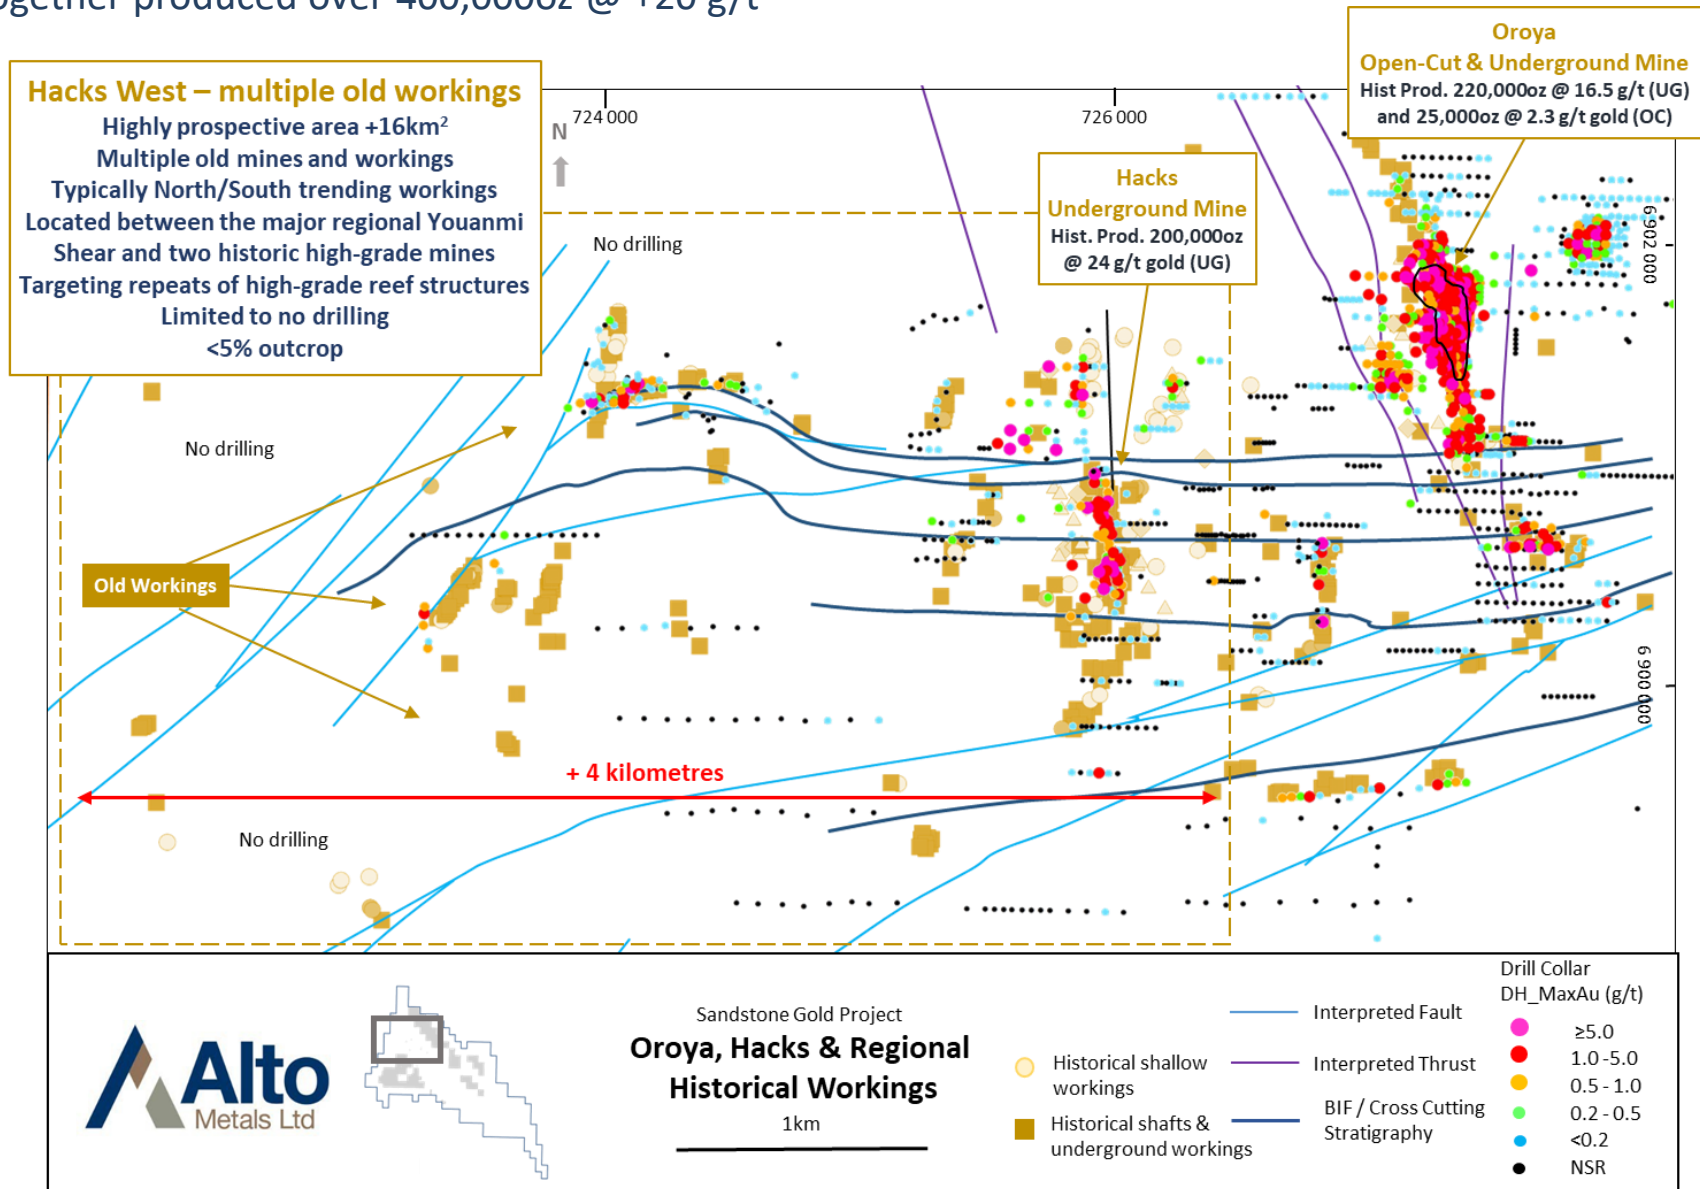 together produced over 400,000oz @ +20 g/t
Oroya
Open-Cut & Underground Mine
Hist Prod. 220,000oz @ 16.5 g/t (UG)
and 25,000oz @ 2.3 g/t gold (OC)
Hacks West – multiple old workings
Highly prospective area +16km²
Multiple old mines and workings
Typically North/South trending workings
Located between the major regional Youanmi
Shear and two historic high-grade mines
Targeting repeats of high-grade reef structures
Limited to no drilling
<5% outcrop
N
724 000
726 000
Hacks
Underground Mine
Hist. Prod. 200,000oz
@ 24 g/t gold (UG)
6 902 000
No drilling
No drilling
Old Workings
6 900 000
+ 4 kilometres
No drilling
Alto
Metals Ltd
Sandstone Gold Project
Oroya, Hacks & Regional
Historical Workings
1km
Historical shallow
workings
Historical shafts &
underground workings
Interpreted Fault
Interpreted Thrust
BIF / Cross Cutting
Stratigraphy
Drill Collar
DH_MaxAu (g/t)
≥5.0
1.0 -5.0
0.5 - 1.0
0.2 - 0.5
<0.2
NSR